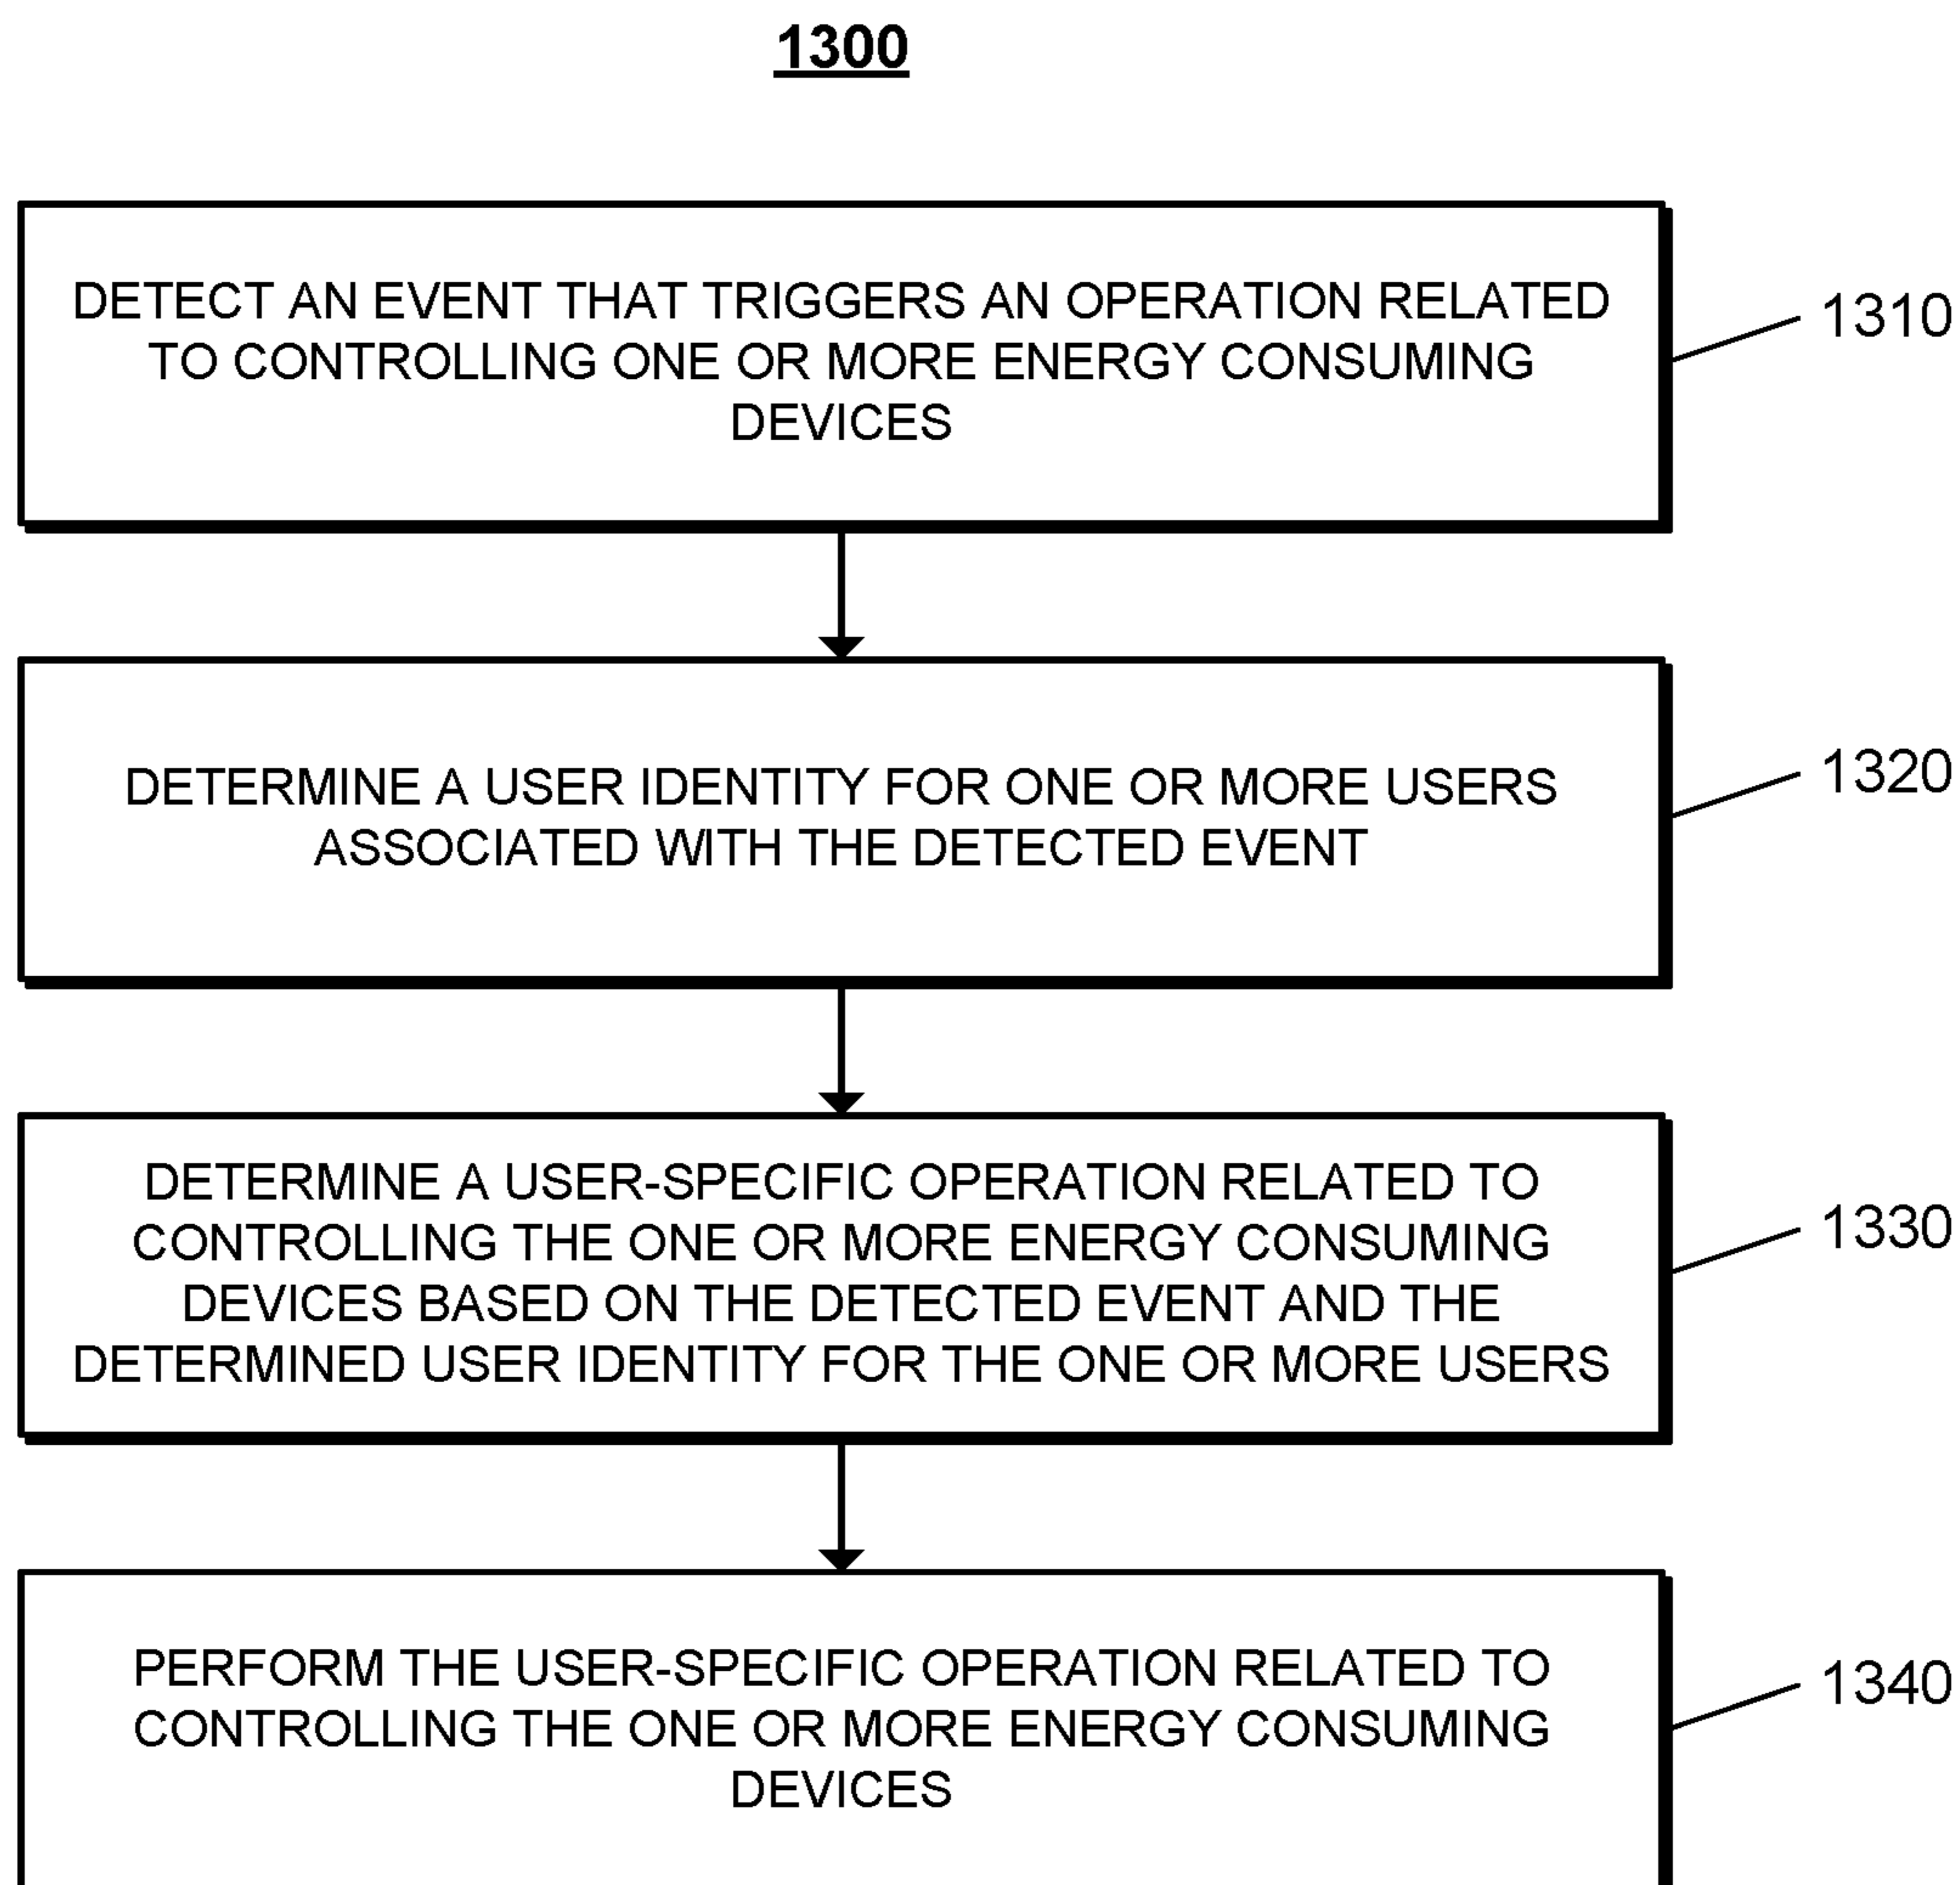 1300
DETECT AN EVENT THAT TRIGGERS AN OPERATION RELATED
TO CONTROLLING ONE OR MORE ENERGY CONSUMING
DEVICES
1310
DETERMINE A USER IDENTITY FOR ONE OR MORE USERS
ASSOCIATED WITH THE DETECTED EVENT
1320
DETERMINE A USER-SPECIFIC OPERATION RELATED TO
CONTROLLING THE ONE OR MORE ENERGY CONSUMING
DEVICES BASED ON THE DETECTED EVENT AND THE
DETERMINED USER IDENTITY FOR THE ONE OR MORE USERS
1330
PERFORM THE USER-SPECIFIC OPERATION RELATED TO
CONTROLLING THE ONE OR MORE ENERGY CONSUMING
DEVICES
1340